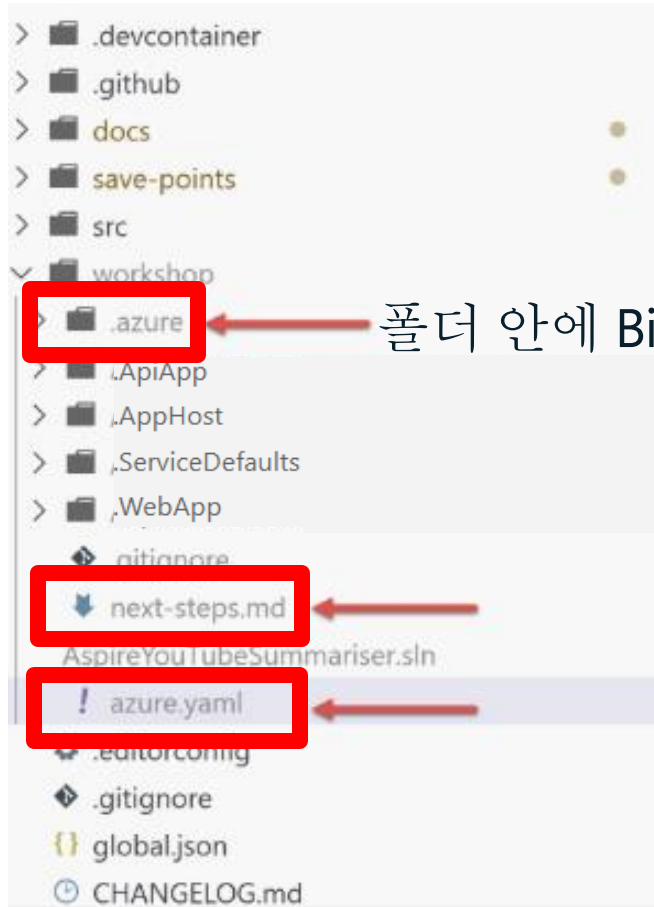 .devcontainer
.github
docs
save-points
src
workshop
.azure
폴더 안에 Bi
.ApiApp
.AppHost
.ServiceDefaults
.WebApp
.gitignore
next-steps.md
AspireYouTubeSummariser.sln
! azure.yaml
.editorconfig
.gitignore
{} global.json
CHANGELOG.md